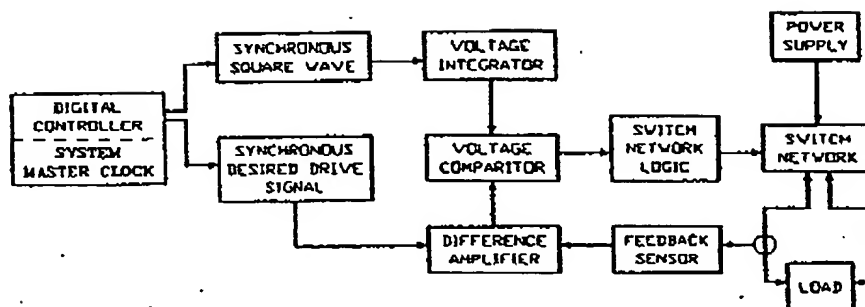 POWER
SUPPLY
SYNCHRONOUS
SQUARE WAVE
VOLTAGE
INTEGRATOR
DIGITAL
CONTROLLER
SYSTEM
MASTER CLOCK
SYNCHRONOUS
DESIRED DRIVE
SIGNAL
VOLTAGE
COMPARITOR
SWITCH
NETWORK
LOGIC
SWITCH
NETWORK
DIFFERENCE
AMPLIFIER
FEEDBACK
SENSOR
LOAD